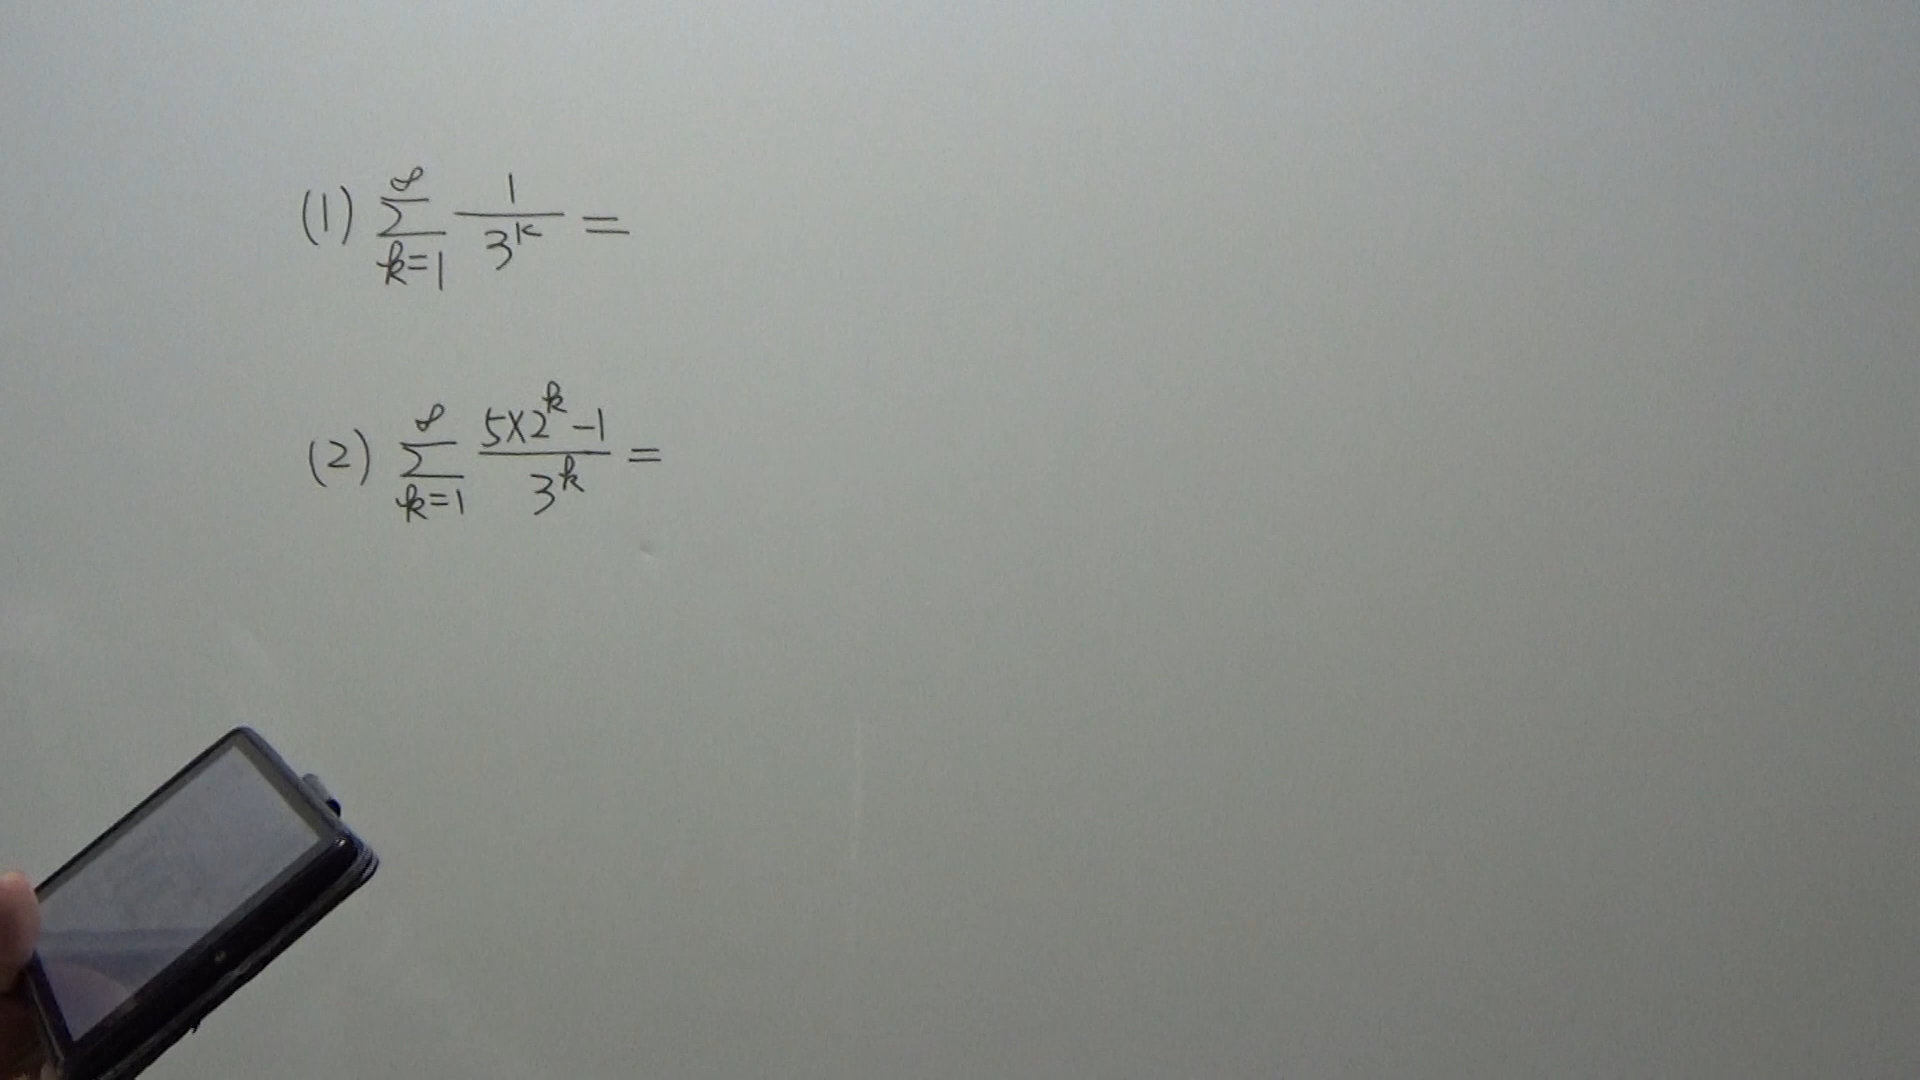 (1) ∑_{k=1}^{∞} 1/3^k =
(2) ∑_{k=1}^{∞} (5×2^k −1)/3^k =